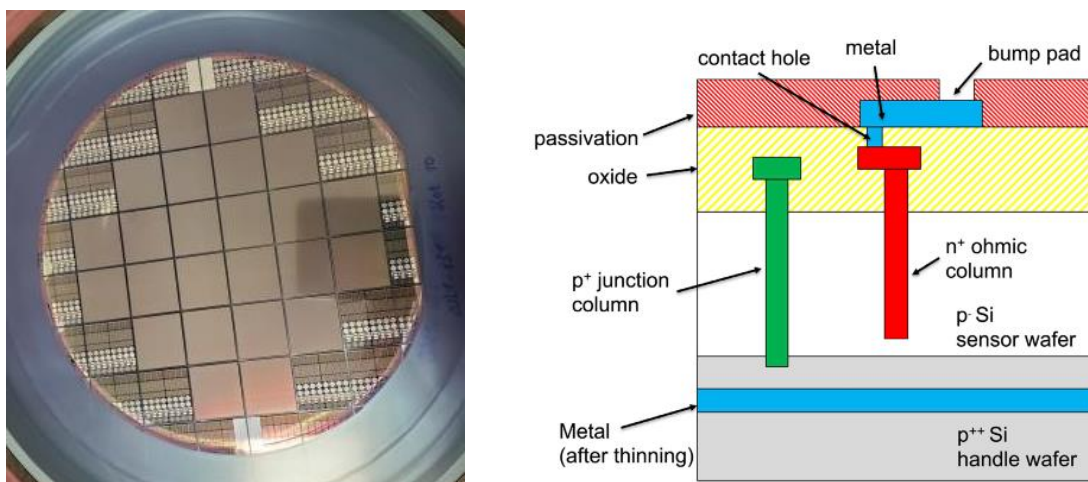 contact hole
metal
bump pad
passivation
oxide
p⁺ junction
column
n⁺ ohmic
column
p⁻ Si
sensor wafer
Metal
(after thinning)
p⁺⁺ Si
handle wafer